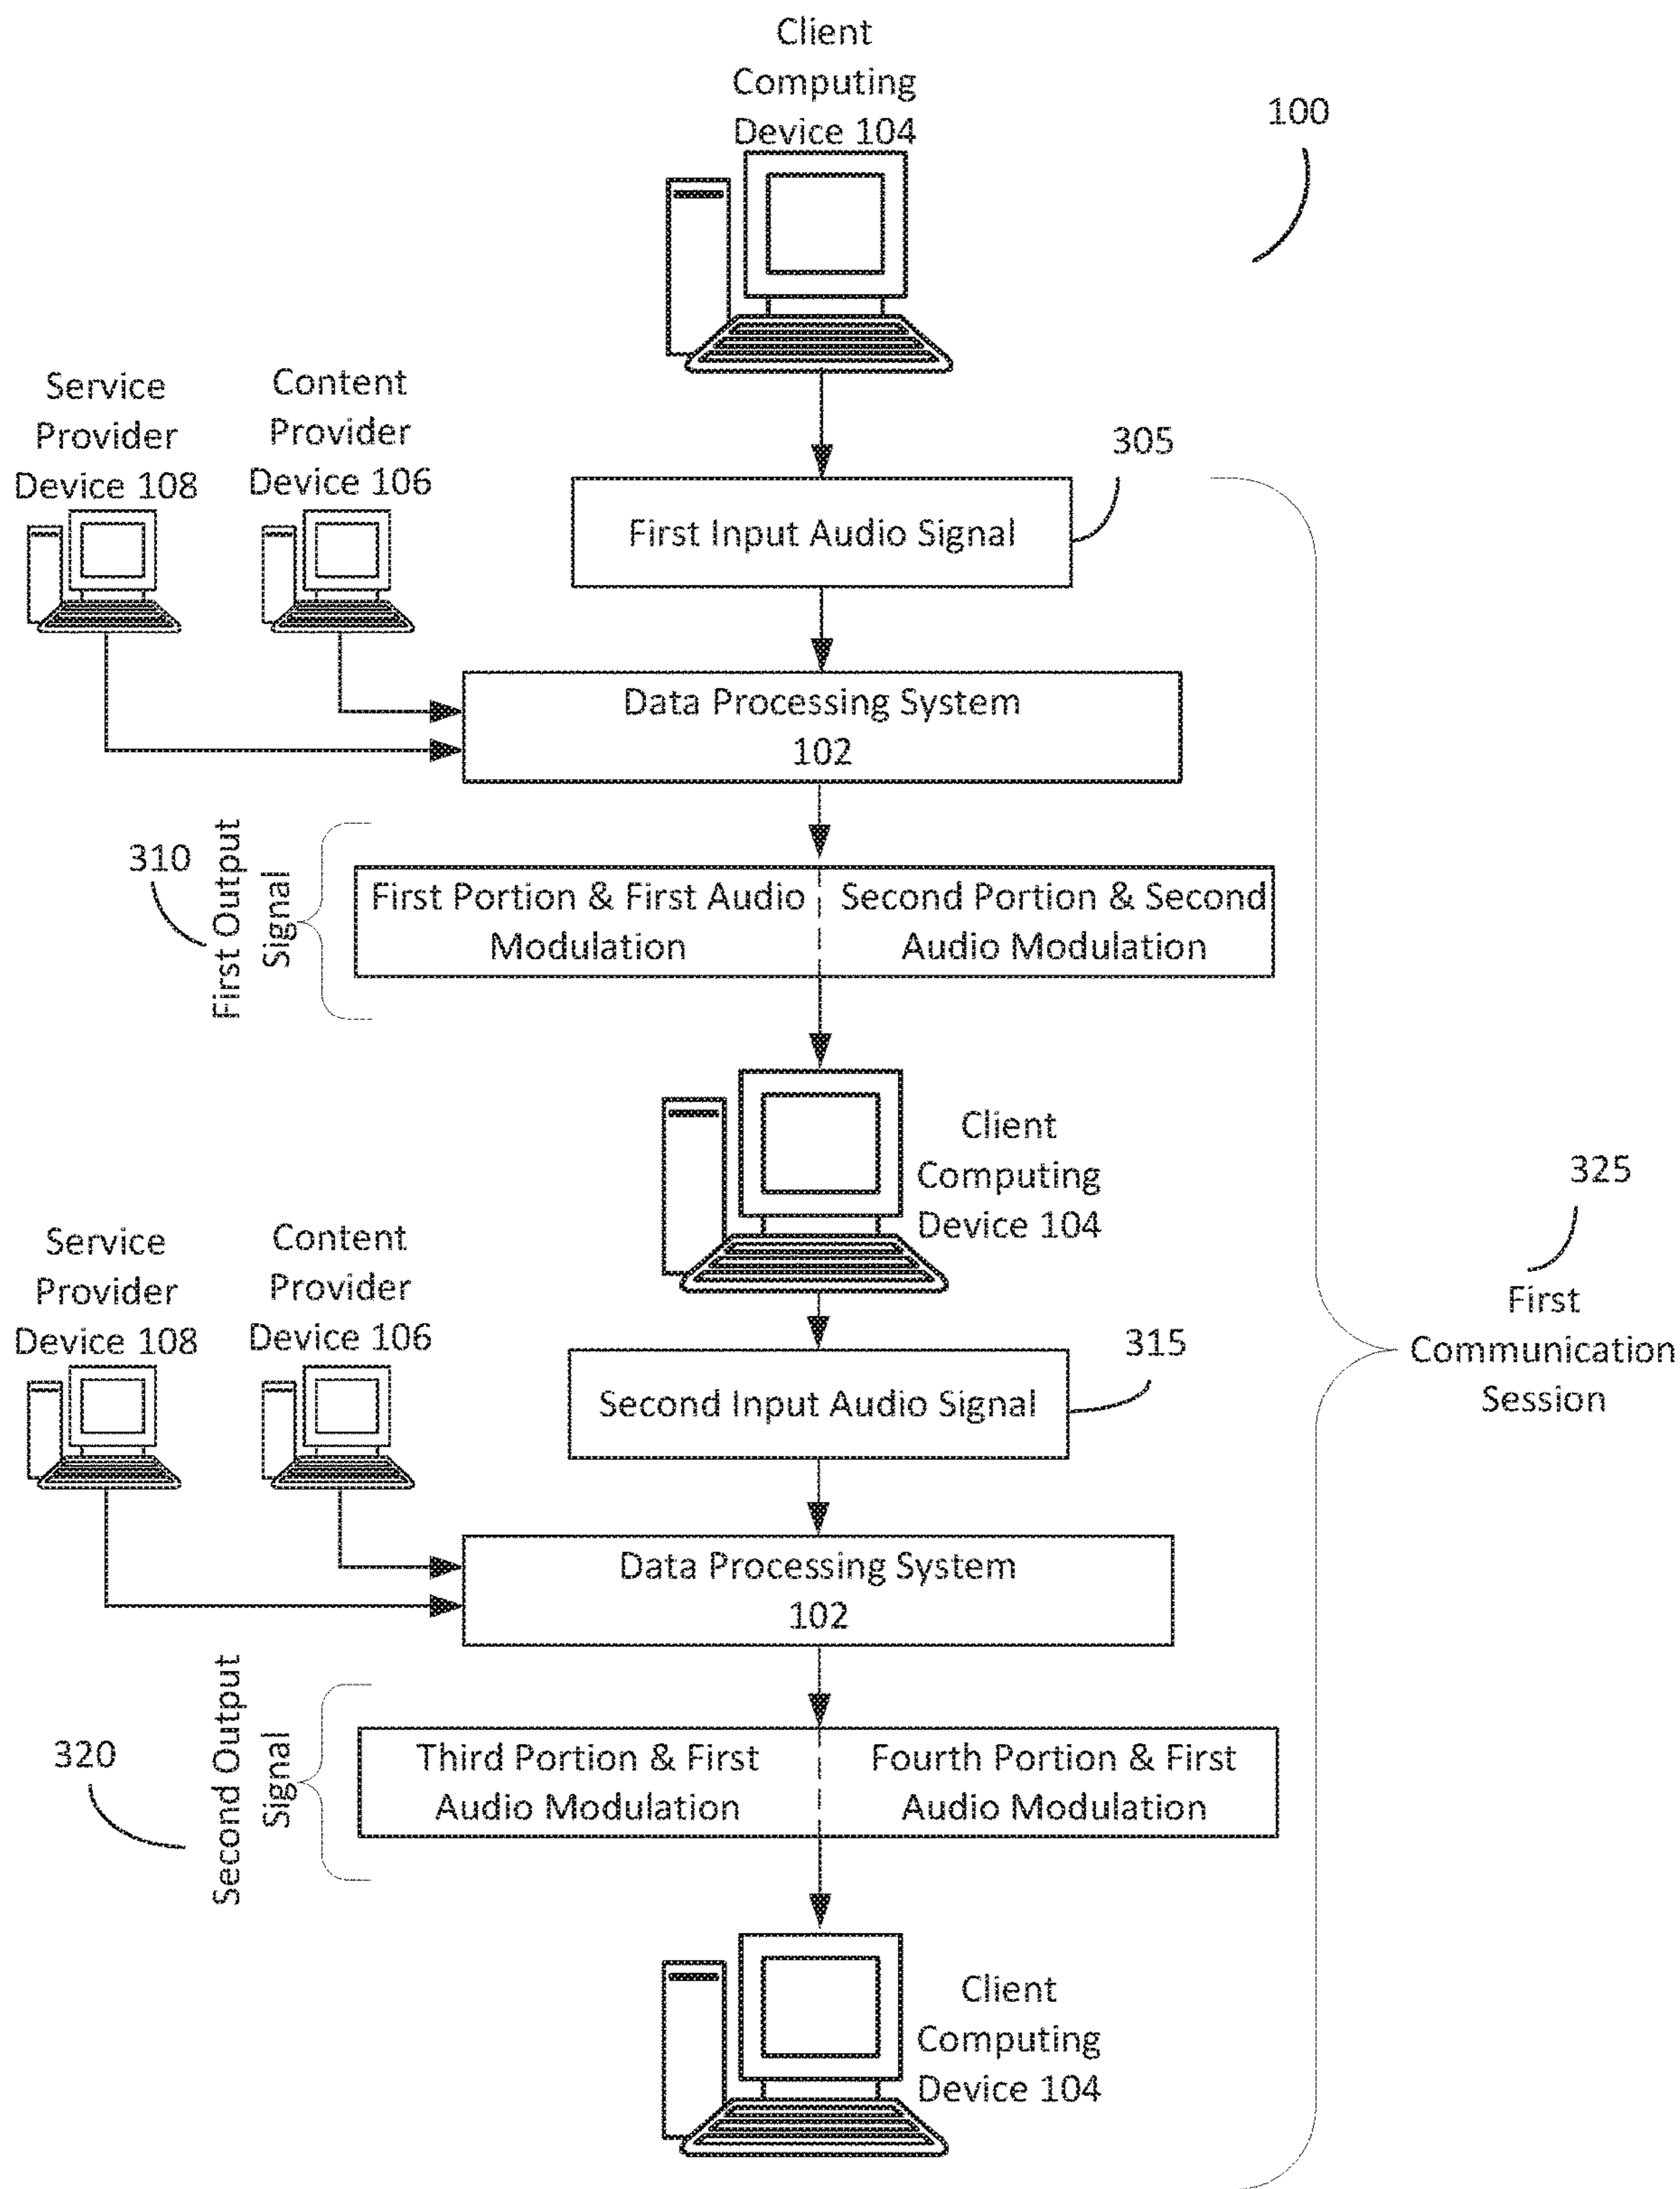 Client
Computing
Device 104
100
Service
Provider
Device 108
Content
Provider
Device 106
305
First Input Audio Signal
Data Processing System
102
310
First Output
Signal
First Portion & First Audio
Modulation
Second Portion & Second
Audio Modulation
Client
Computing
Device 104
325
First
Communication
Session
Service
Provider
Device 108
Content
Provider
Device 106
315
Second Input Audio Signal
Data Processing System
102
320
Second Output
Signal
Third Portion & First
Audio Modulation
Fourth Portion & First
Audio Modulation
Client
Computing
Device 104